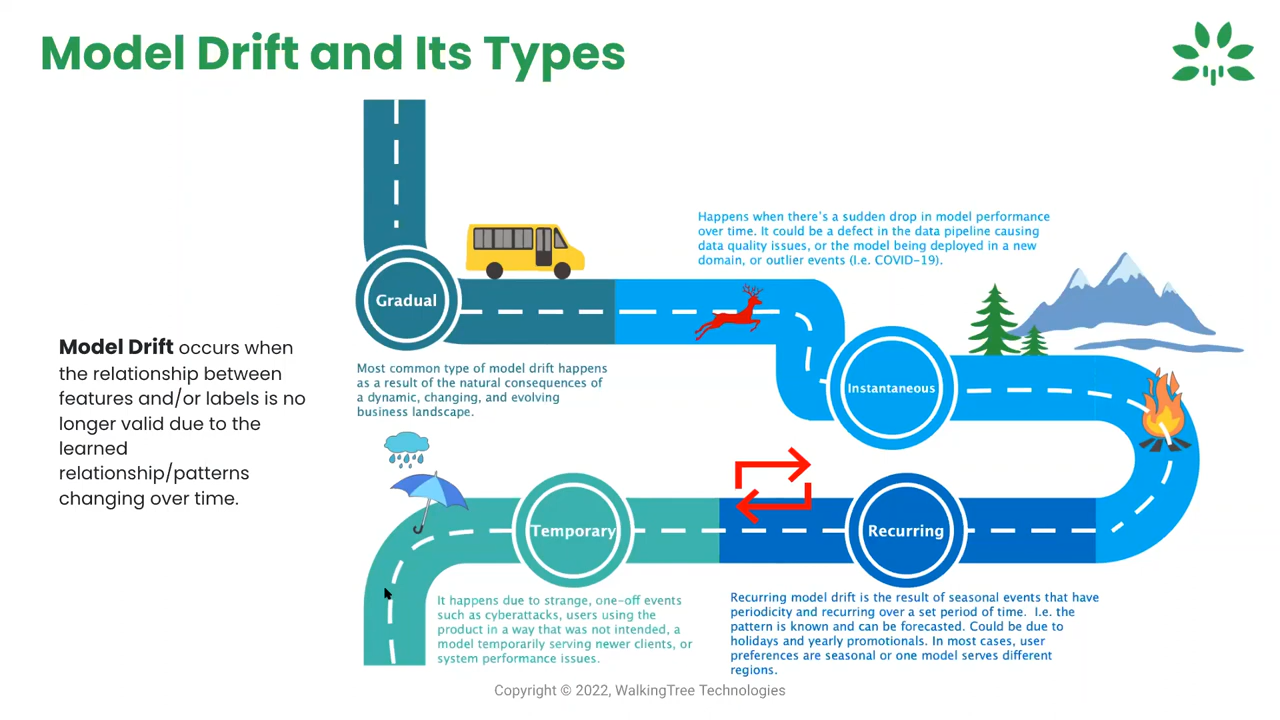 Model Drift and Its Types
Happens when there's a sudden drop in model performance
over time. It could be a defect in the data pipeline causing
data quality issues, or the model being deployed in a new
domain, or outlier events (I.e. COVID-19).
Gradual
Most common type of model drift happens
as a result of the natural consequences of
a dynamic, changing, and evolving
business landscape.
Instantaneous
Model Drift occurs when
the relationship between
features and/or labels is no
longer valid due to the
learned
relationship/patterns
changing over time.
Temporary
Recurring
It happens due to strange, one-off events
such as cyberattacks, users using the
product in a way that was not intended, a
model temporarily serving newer clients, or
system performance issues.
Recurring model drift is the result of seasonal events that have
periodicity and recurring over a set period of time. I.e. the
pattern is known and can be forecasted. Could be due to
holidays and yearly promotionals. In most cases, user
preferences are seasonal or one model serves different
regions.
Copyright © 2022, WalkingTree Technologies